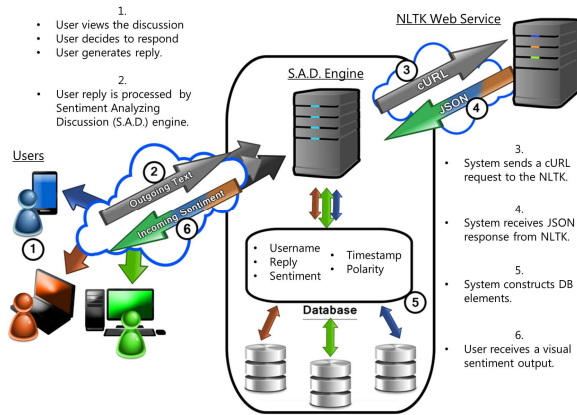 1.
• User views the discussion
• User decides to respond
• User generates reply.
2.
• User reply is processed by
Sentiment Analyzing
Discussion (S.A.D.) engine.
Users
1
2
Outgoing Text
Incoming Sentiment
6
S.A.D. Engine
NLTK Web Service
3
cURL
JSON
4
• Username
• Reply
• Sentiment
• Timestamp
• Polarity
5
Database
3.
• System sends a cURL
request to the NLTK.
4.
• System receives JSON
response from NLTK.
5.
• System constructs DB
elements.
6.
• User receives a visual
sentiment output.